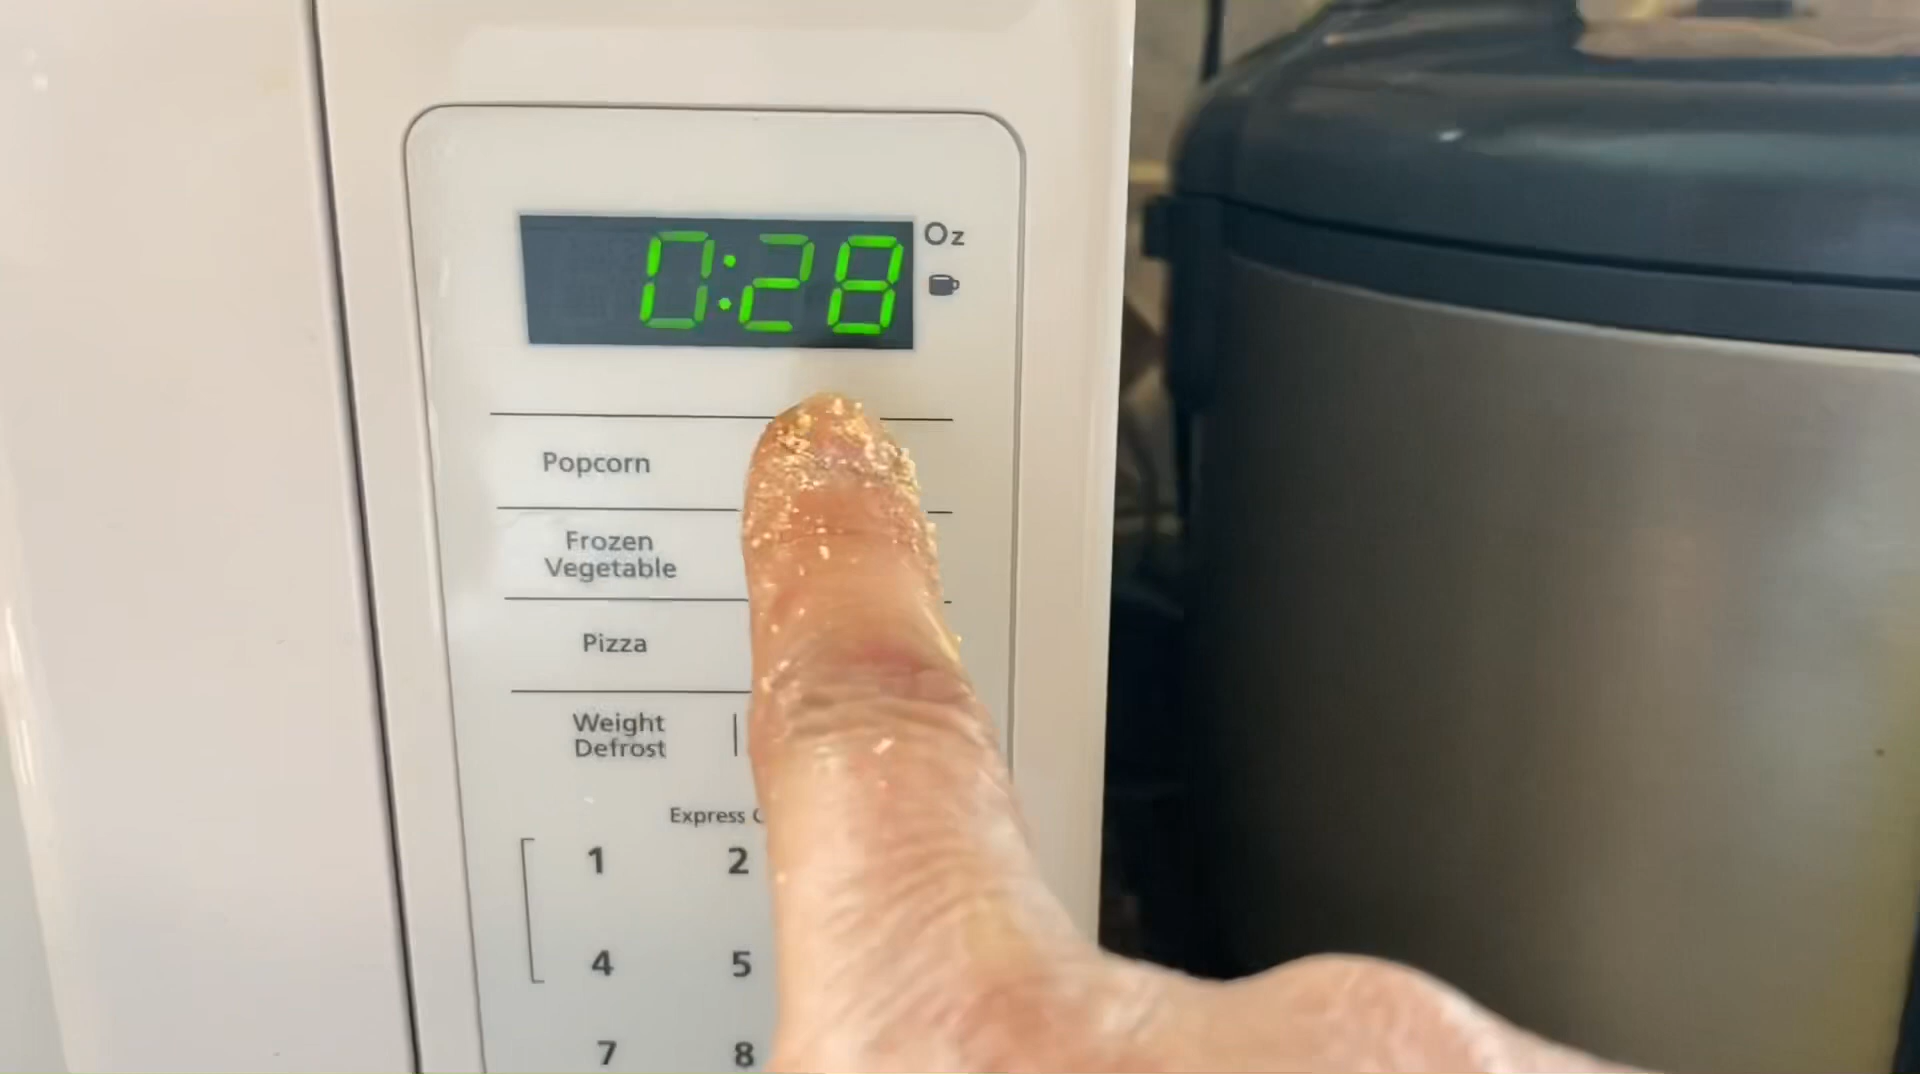 0:28
Oz
Popcorn
Frozen
Vegetable
Pizza
Weight
Defrost
Express
1 2
4 5
7 8